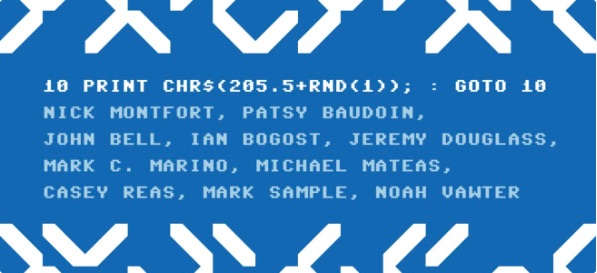 10 PRINT CHR$(205.5+RND(1)); : GOTO 10
NICK MONTFORT, PATSY BAUDOIN,
JOHN BELL, IAN BOGOST, JEREMY DOUGLASS,
MARK C. MARINO, MICHAEL MATEAS,
CASEY REAS, MARK SAMPLE, NOAH VAWTER